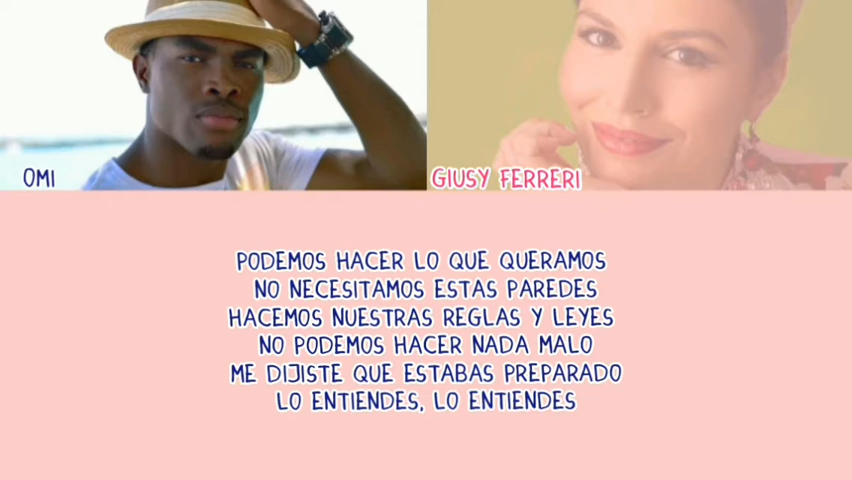 OMI
GIUSY FERRERI
PODEMOS HACER LO QUE QUERAMOS
NO NECESITAMOS ESTAS PAREDES
HACEMOS NUESTRAS REGLAS Y LEYES
NO PODEMOS HACER NADA MALO
ME DIJISTE QUE ESTABAS PREPARADO
LO ENTIENDES, LO ENTIENDES